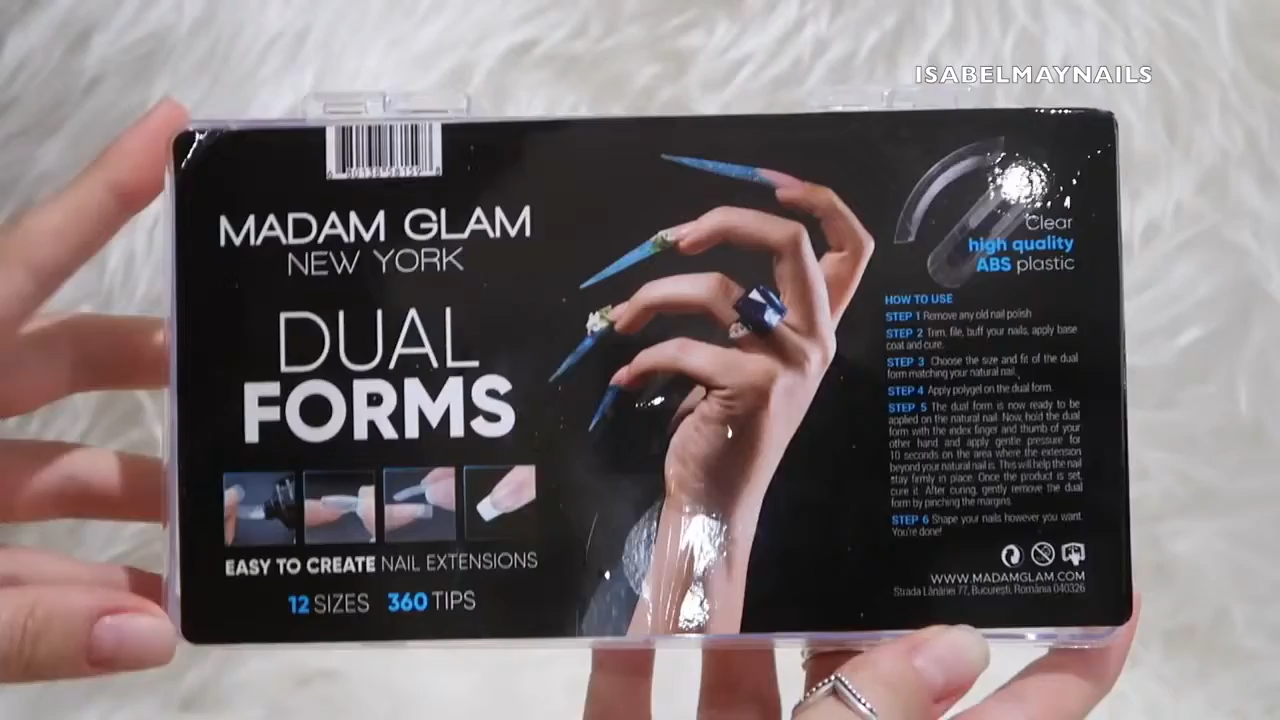 ISABELMAYNAILS
MADAM GLAM
NEW YORK
DUAL
FORMS
EASY TO CREATE NAIL EXTENSIONS
12 SIZES 360 TIPS
Clear
high quality
ABS plastic
HOW TO USE
STEP 1 Remove any old nail polish
STEP 2 Trim, file, buff your nails, apply base
coat and cure.
STEP 3 Choose the size and fit of the dual
form matching your natural nail.
STEP 4 Apply polygel on the dual form.
STEP 5 The dual form is now ready to be
applied on the natural nail. Now, hold the dual
form with the index finger and thumb of your
other hand and apply gentle pressure for
10 seconds on the area where the extension
beyond your natural nail is. This will help the nail
stay firmly in place. Once the product is set,
cure it. After curing, gently remove the dual
form by pinching the margins.
STEP 6 Shape your nails however you want.
You're done!
WWW.MADAMGLAM.COM
Strada Lânăriei 77, București, România 040326